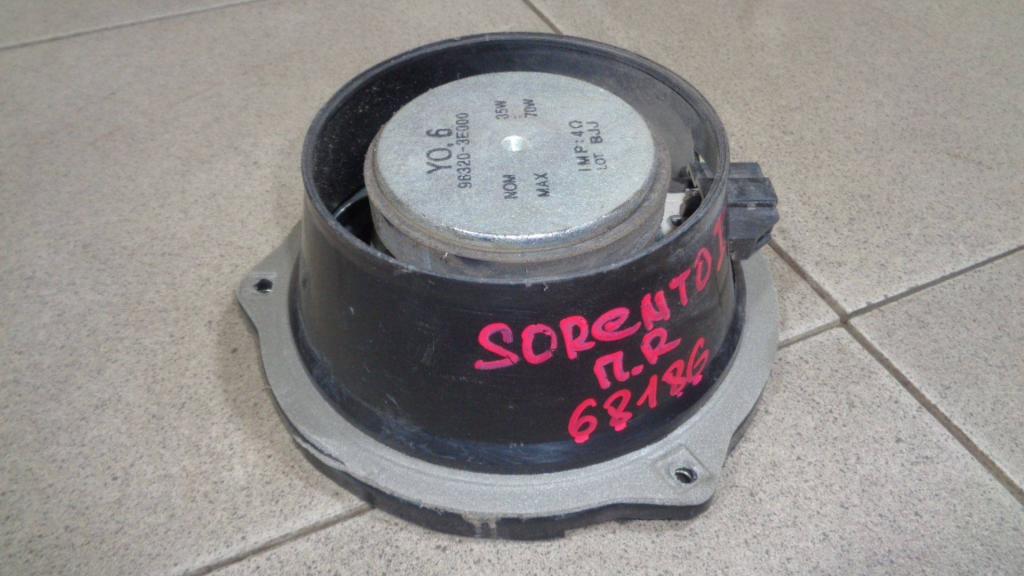 YO,6
96320-3E000
NOM 35W
MAX 70W
IMP:4Ω
LOT BJJ
SORENTO I
П.R
68186